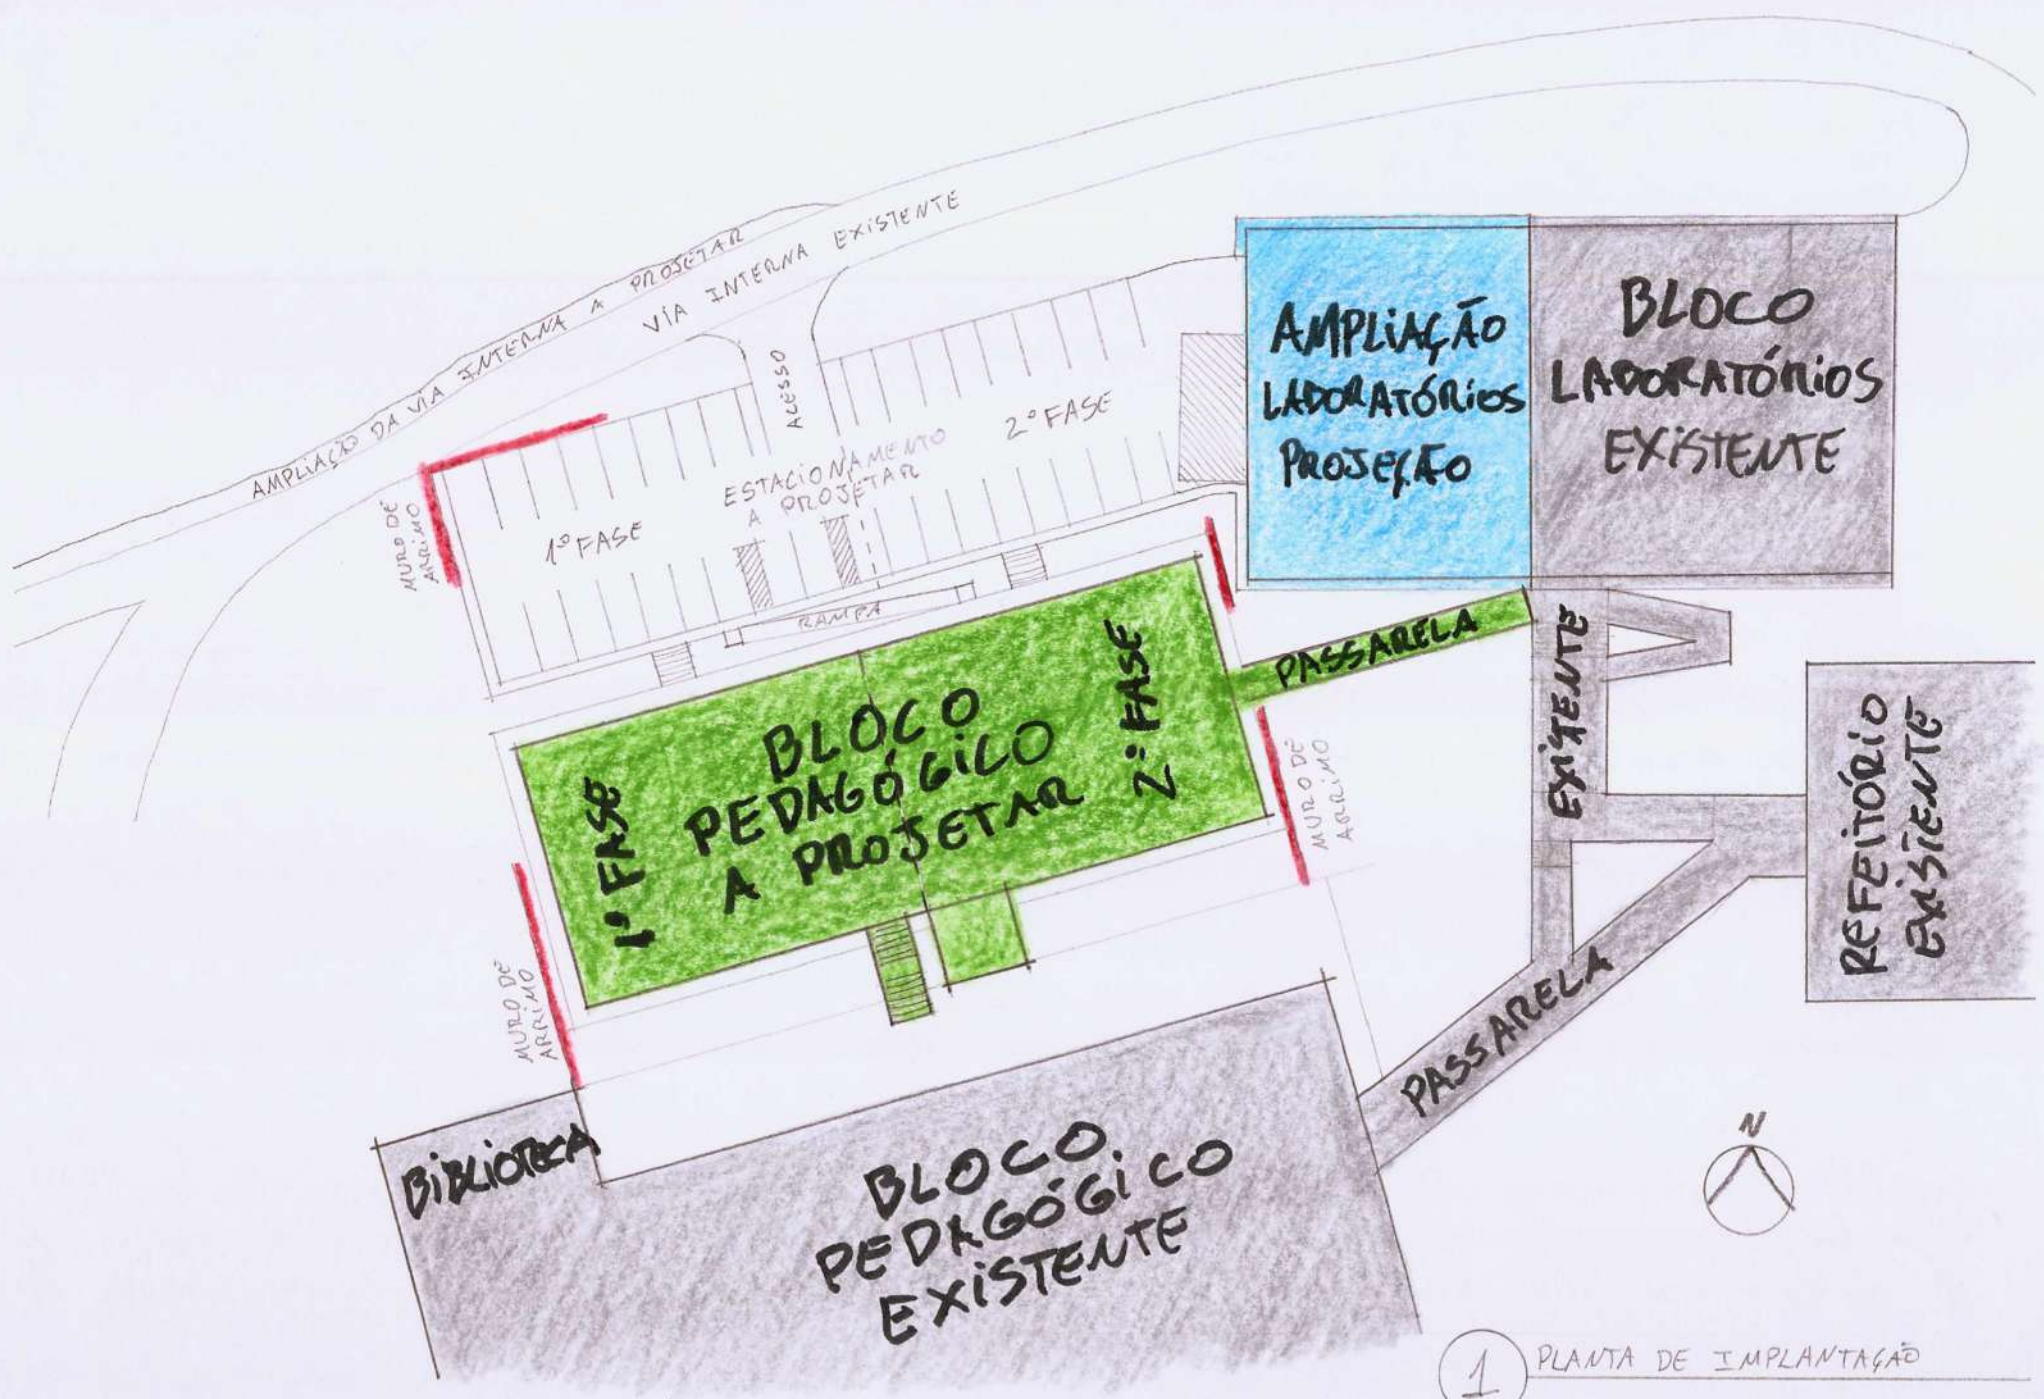 AMPLIAÇÃO DA VIA INTERNA A PROJETAR
VIA INTERNA EXISTENTE
ACESSO
MURO DE
ARRIMO
1º FASE
ESTACIONAMENTO
A PROJETAR
2º FASE
RAMPA
AMPLIAÇÃO
LABORATÓRIOS
PROJEÇÃO
BLOCO
LABORATÓRIOS
EXISTENTE
1º FASE
BLOCO
PEDAGÓGICO
A PROJETAR
2º FASE
PASSARELA
EXISTENTE
MURO DE
ARRIMO
REFEITÓRIO
EXISTENTE
MURO DE
ARRIMO
PASSARELA
BIBLIOTECA
BLOCO
PEDAGÓGICO
EXISTENTE
N
1 PLANTA DE IMPLANTAÇÃO